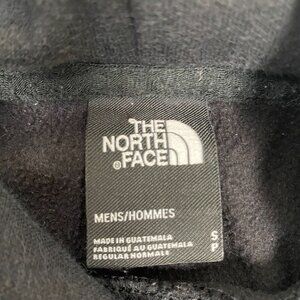 THE
NORTH
FACE
MENS/HOMMES
S
P
MADE IN GUATEMALA
FABRIQUÉ AU GUATEMALA
REGULAR NORMALE